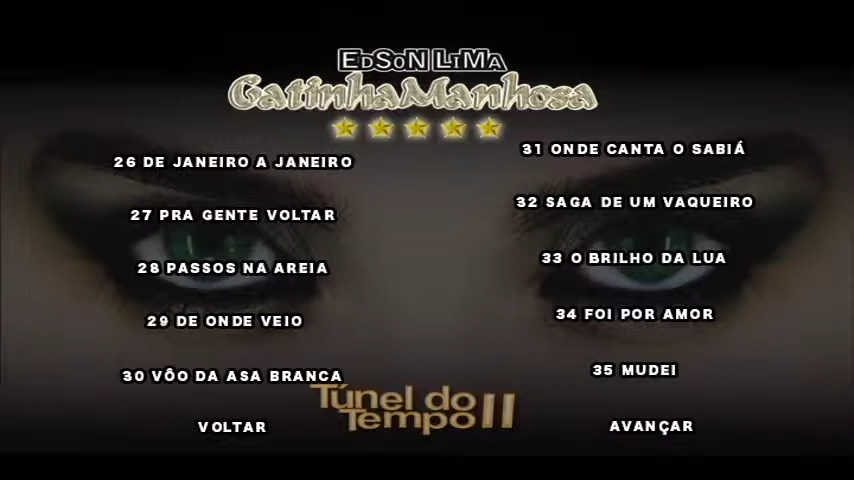 EDSON LIMA
Gatinha Manhosa
26 DE JANEIRO A JANEIRO
27 PRA GENTE VOLTAR
28 PASSOS NA AREIA
29 DE ONDE VEIO
30 VÔO DA ASA BRANCA
VOLTAR
31 ONDE CANTA O SABIÁ
32 SAGA DE UM VAQUEIRO
33 O BRILHO DA LUA
34 FOI POR AMOR
35 MUDEI
AVANÇAR
Túnel do
Tempo II